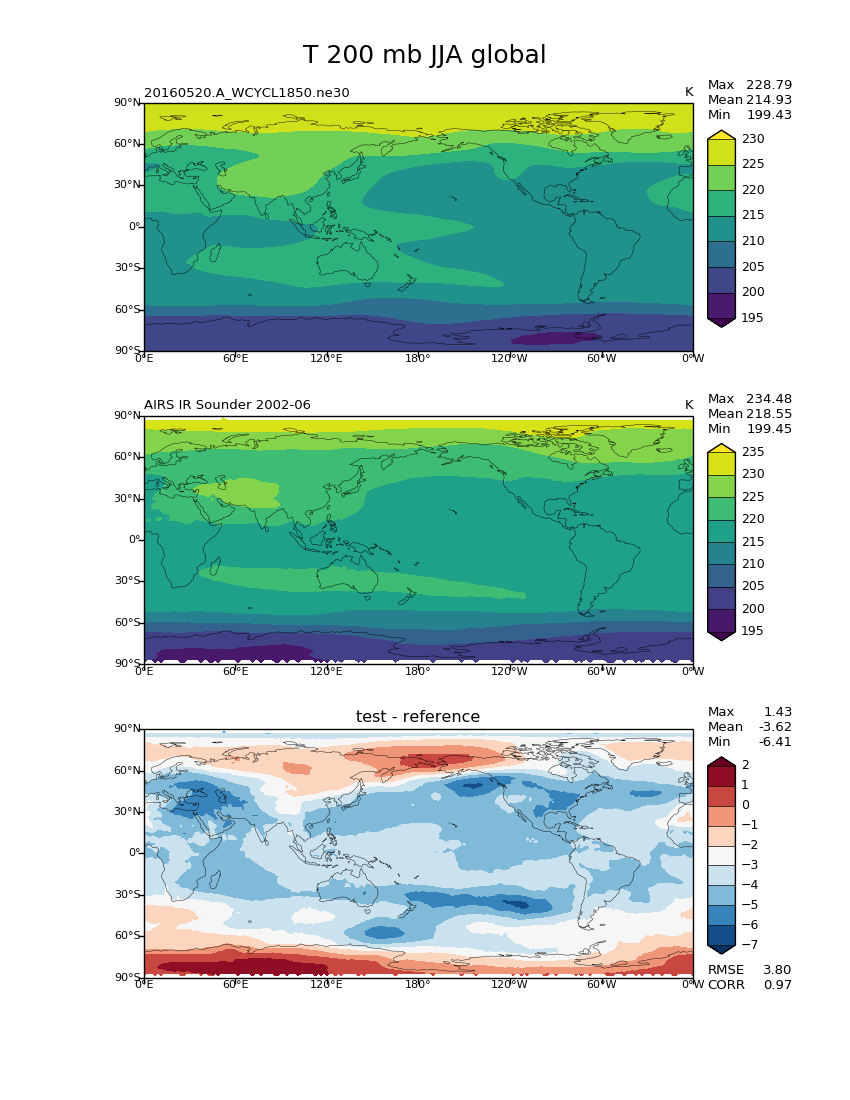 T 200 mb JJA global
20160520.A_WCYCL1850.ne30
K
Max 228.79
Mean 214.93
Min 199.43
90°N
60°N
30°N
0°
30°S
60°S
90°S
0°E 60°E 120°E 180° 120°W 60°W 0°W
230
225
220
215
210
205
200
195
AIRS IR Sounder 2002-06
K
Max 234.48
Mean 218.55
Min 199.45
90°N
60°N
30°N
0°
30°S
60°S
90°S
0°E 60°E 120°E 180° 120°W 60°W 0°W
235
230
225
220
215
210
205
200
195
test - reference
Max 1.43
Mean -3.62
Min -6.41
90°N
60°N
30°N
0°
30°S
60°S
90°S
0°E 60°E 120°E 180° 120°W 60°W 0°W
2
1
0
−1
−2
−3
−4
−5
−6
−7
RMSE 3.80
CORR 0.97